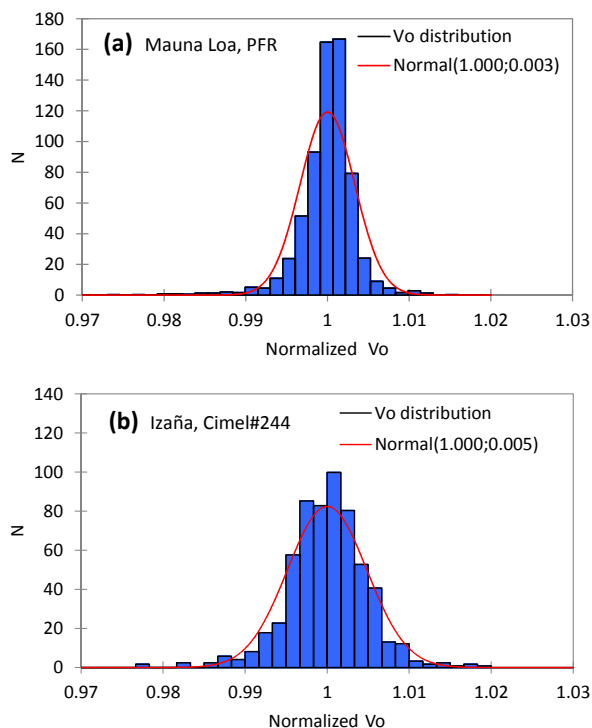 180
160
140
120
100
80
60
40
20
0
N
(a) Mauna Loa, PFR
Vo distribution
Normal(1.000;0.003)
0.97 0.98 0.99 1 1.01 1.02 1.03
Normalized Vo
140
120
100
80
60
40
20
0
N
(b) Izaña, Cimel#244
Vo distribution
Normal(1.000;0.005)
0.97 0.98 0.99 1 1.01 1.02 1.03
Normalized Vo